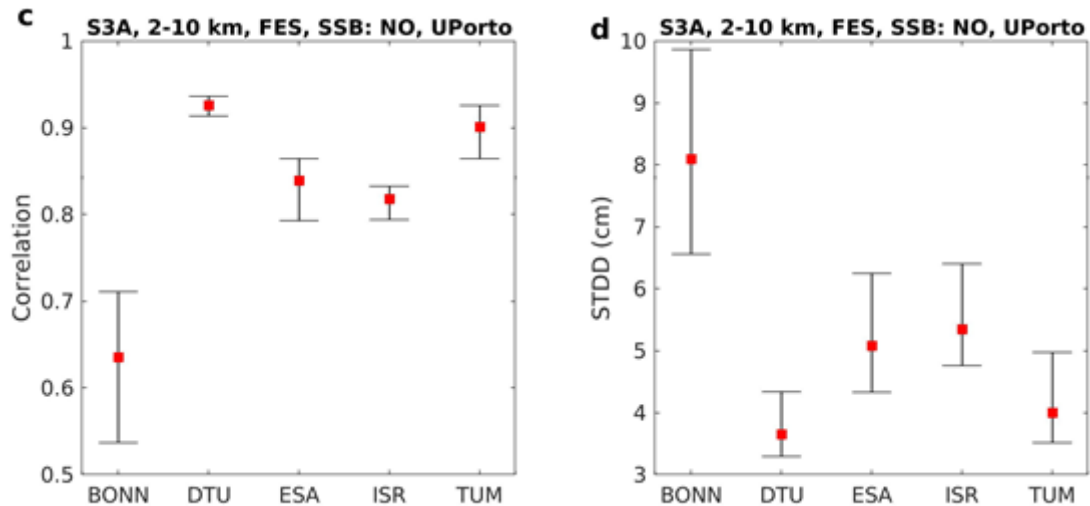 c
S3A, 2-10 km, FES, SSB: NO, UPorto
1
0.9
0.8
0.7
0.6
0.5
Correlation
BONN DTU ESA ISR TUM
d
S3A, 2-10 km, FES, SSB: NO, UPorto
10
9
8
7
6
5
4
3
STDD (cm)
BONN DTU ESA ISR TUM